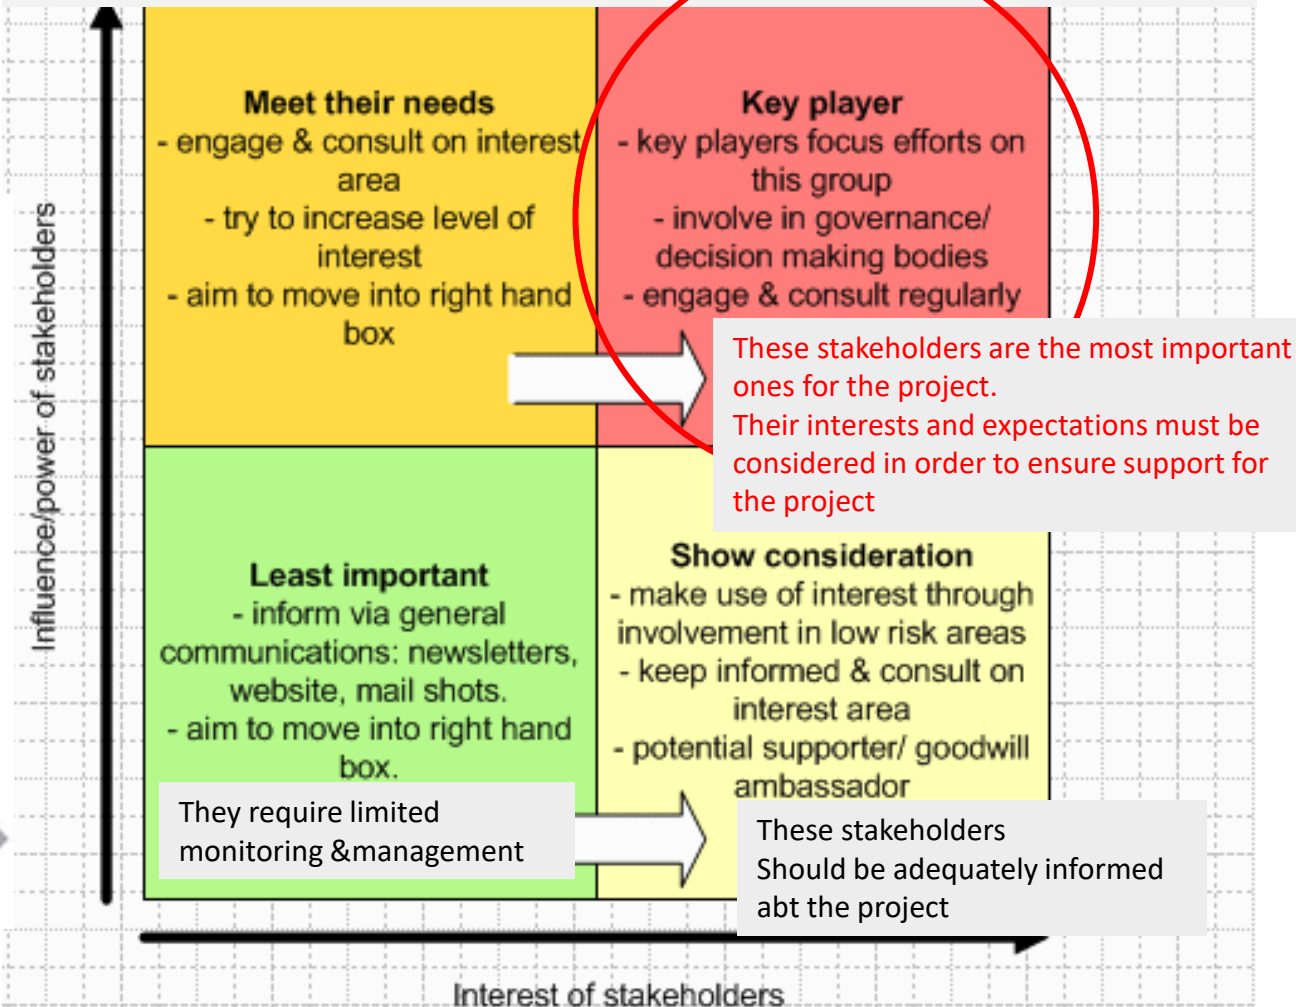 Meet their needs
- engage & consult on interest
area
- try to increase level of
interest
- aim to move into right hand
box
Key player
- key players focus efforts on
this group
- involve in governance/
decision making bodies
- engage & consult regularly
These stakeholders are the most important
ones for the project.
Their interests and expectations must be
considered in order to ensure support for
the project
Influence/power of stakeholders
Least important
- inform via general
communications: newsletters,
website, mail shots.
- aim to move into right hand
box.
They require limited
monitoring &management
Show consideration
- make use of interest through
involvement in low risk areas
- keep informed & consult on
interest area
- potential supporter/ goodwill
ambassador
These stakeholders
Should be adequately informed
abt the project
Interest of stakeholders